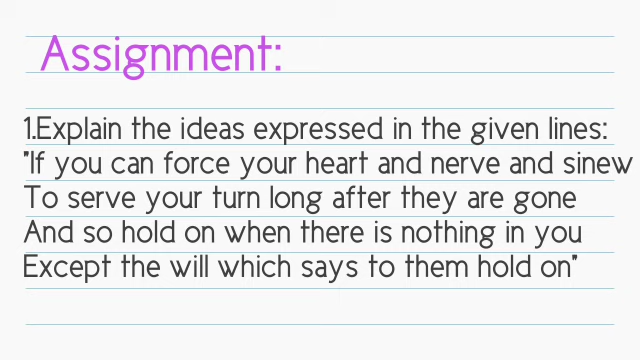 Assignment:
1.Explain the ideas expressed in the given lines:
"If you can force your heart and nerve and sinew
To serve your turn long after they are gone
And so hold on when there is nothing in you
Except the will which says to them hold on"